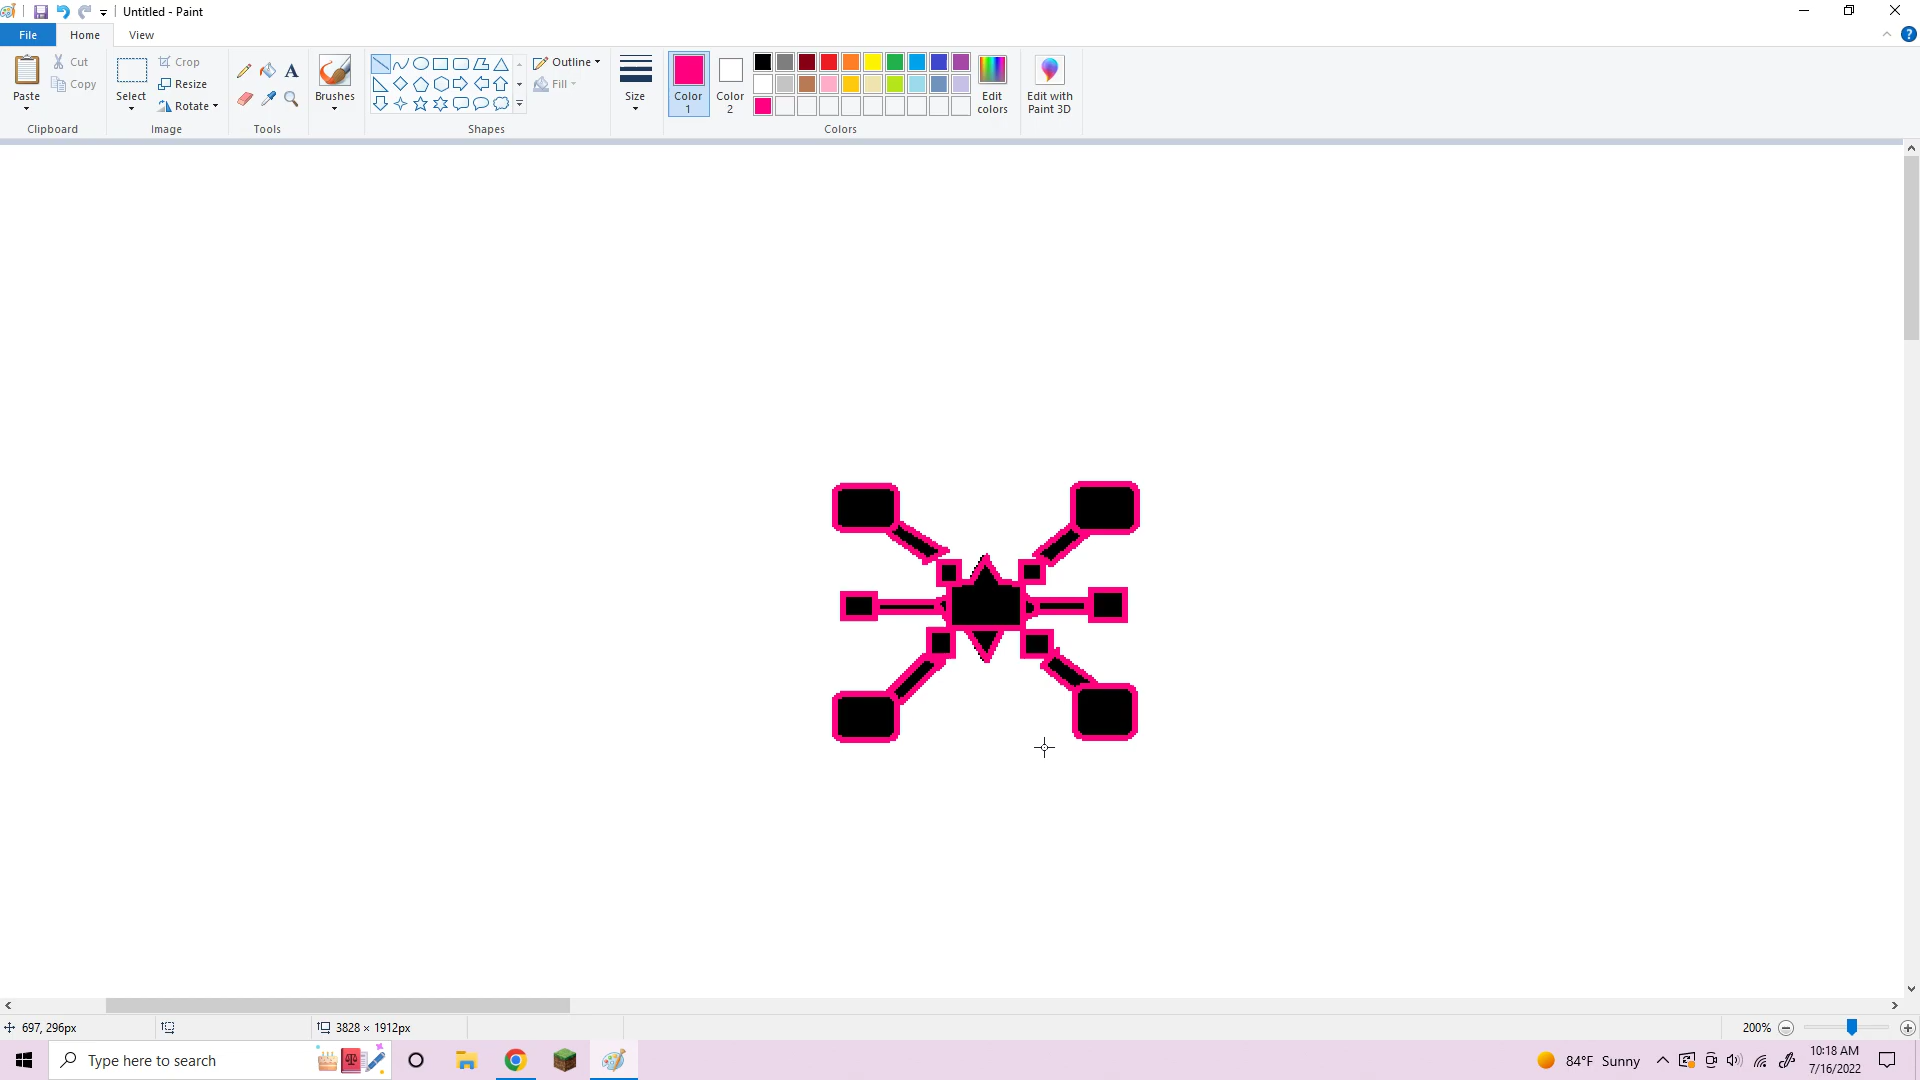 Untitled - Paint
File Home View
Paste
Cut
Copy
Clipboard
Select
Crop
Resize
Rotate
Image
A
Tools
Brushes
Outline
Fill
Shapes
Size
Color 1
Color 2
Edit colors
Colors
Edit with Paint 3D
?
697, 296px
3828 × 1912px
200%
Type here to search
84°F Sunny
10:18 AM
7/16/2022